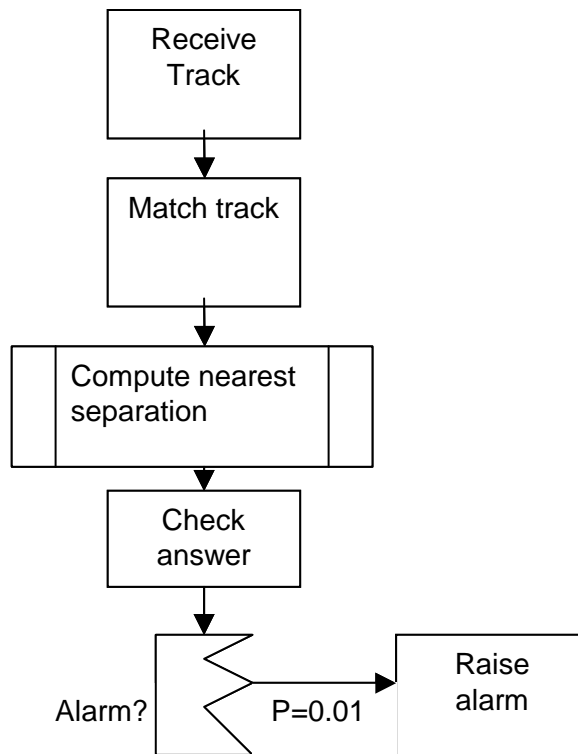 Receive
Track
Match track
Compute nearest
separation
Check
answer
Alarm?
P=0.01
Raise
alarm